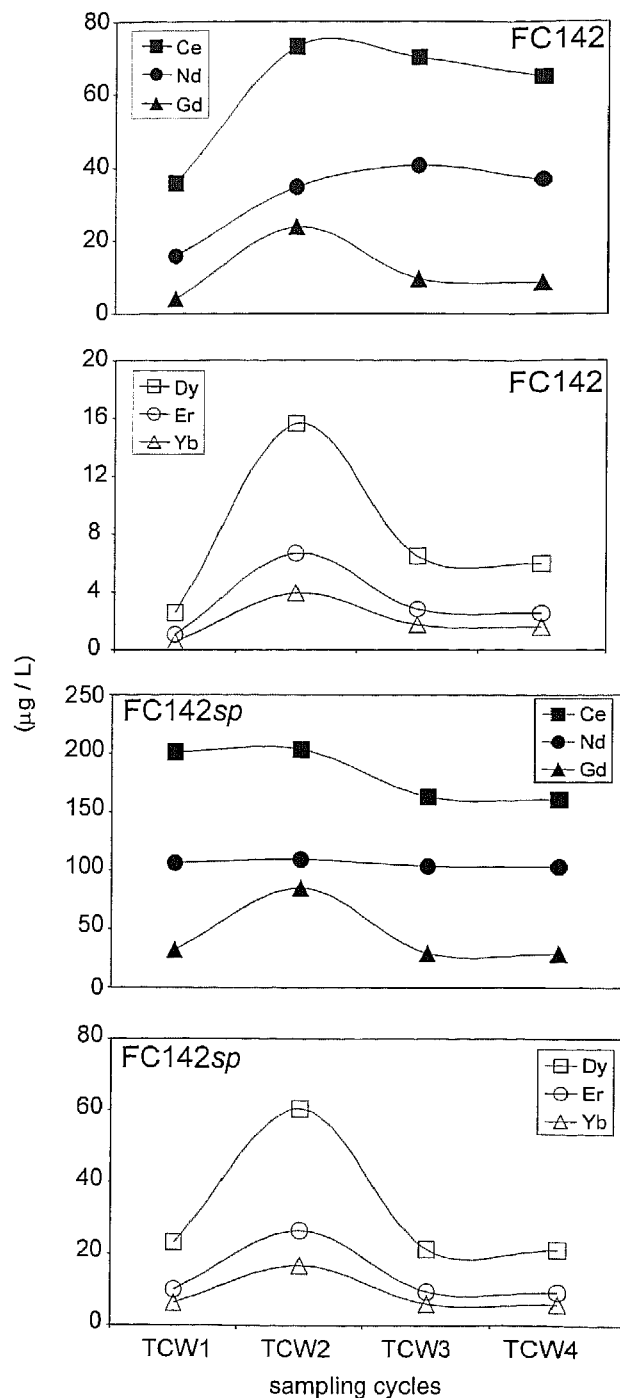 80
60
40
20
0
Ce
Nd
Gd
FC142
20
16
12
8
4
0
Dy
Er
Yb
FC142
(µg / L)
250
200
150
100
50
0
FC142sp
Ce
Nd
Gd
80
60
40
20
0
FC142sp
Dy
Er
Yb
TCW1 TCW2 TCW3 TCW4
sampling cycles